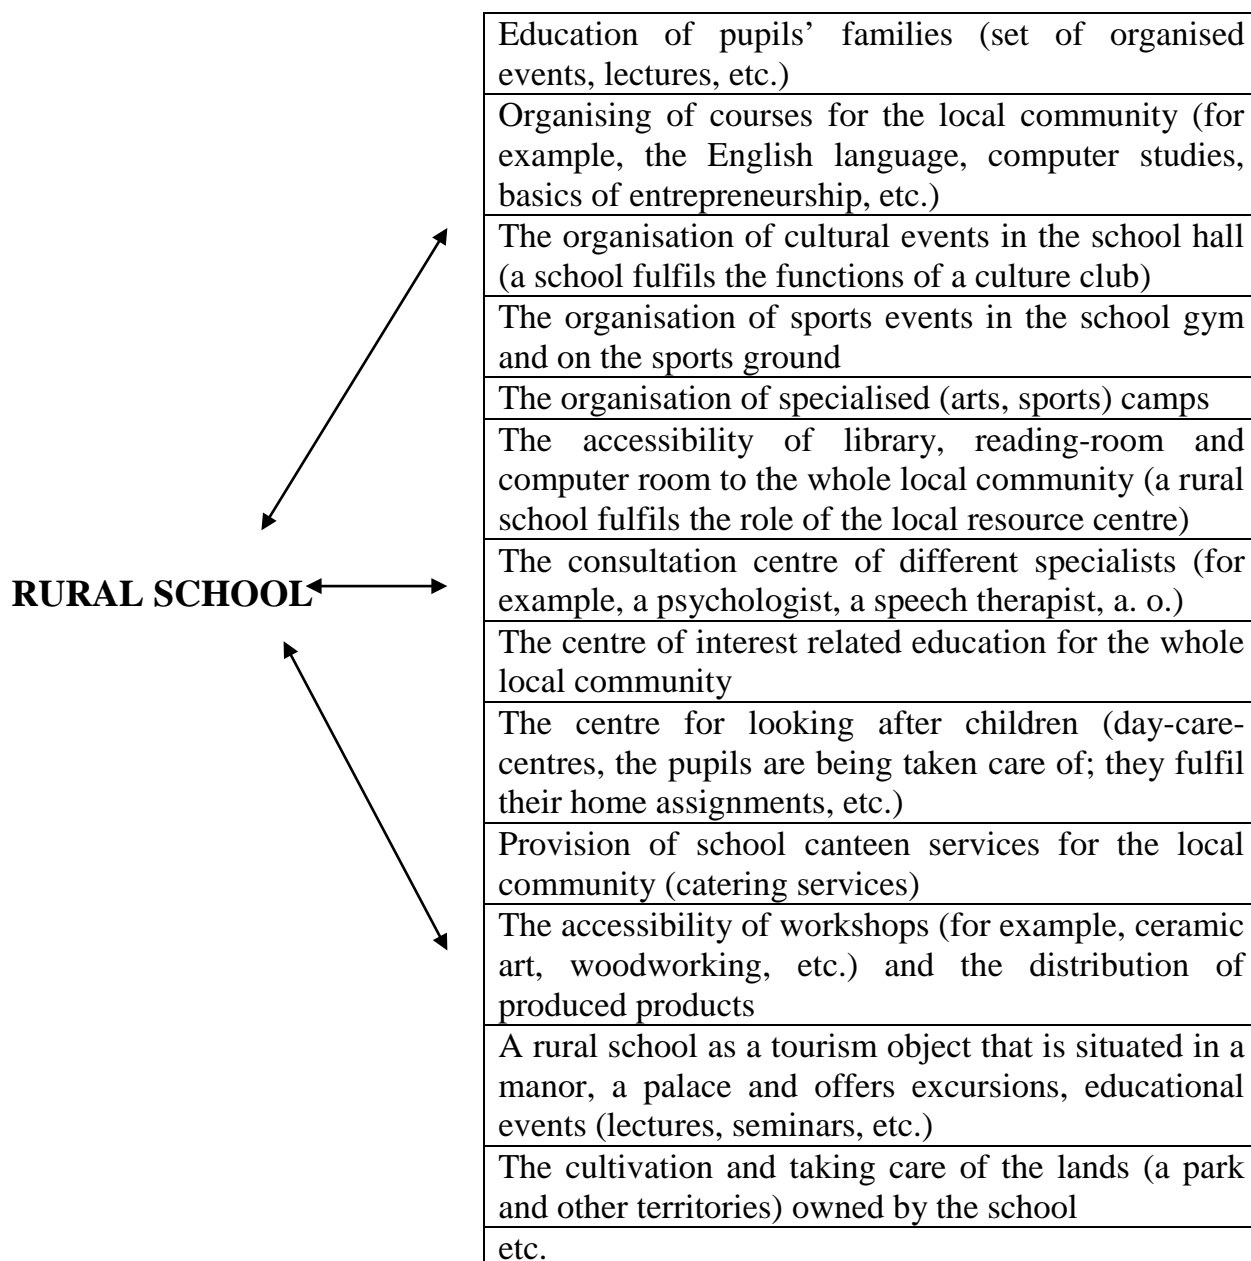 Education of pupils’ families (set of organised
events, lectures, etc.)
Organising of courses for the local community (for
example, the English language, computer studies,
basics of entrepreneurship, etc.)
The organisation of cultural events in the school hall
(a school fulfils the functions of a culture club)
The organisation of sports events in the school gym
and on the sports ground
The organisation of specialised (arts, sports) camps
The accessibility of library, reading-room and
computer room to the whole local community (a rural
school fulfils the role of the local resource centre)
RURAL SCHOOL
The consultation centre of different specialists (for
example, a psychologist, a speech therapist, a. o.)
The centre of interest related education for the whole
local community
The centre for looking after children (day-care-
centres, the pupils are being taken care of; they fulfil
their home assignments, etc.)
Provision of school canteen services for the local
community (catering services)
The accessibility of workshops (for example, ceramic
art, woodworking, etc.) and the distribution of
produced products
A rural school as a tourism object that is situated in a
manor, a palace and offers excursions, educational
events (lectures, seminars, etc.)
The cultivation and taking care of the lands (a park
and other territories) owned by the school
etc.